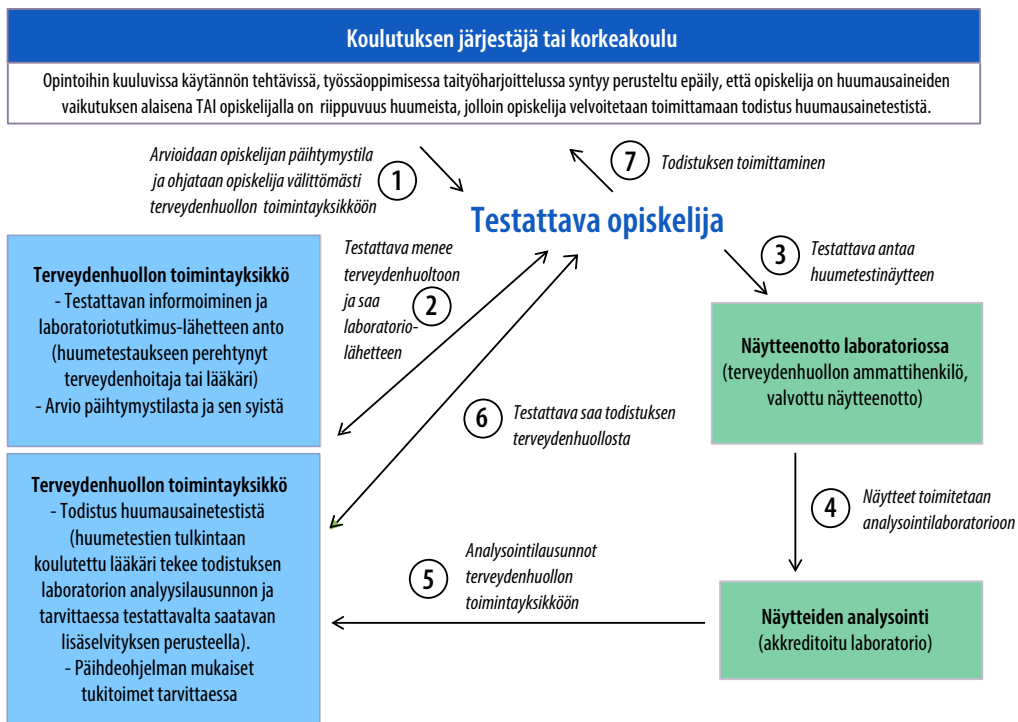 Koulutuksen järjestäjä tai korkeakoulu
Opintoihin kuuluvissa käytännön tehtävissä, työssäoppimisessa taityöharjoittelussa syntyy perusteltu epäily, että opiskelija on huumausaineiden
vaikutuksen alaisena TAI opiskelijalla on riippuvuus huumeista, jolloin opiskelija velvoitetaan toimittamaan todistus huumausainetestistä.
Arvioidaan opiskelijan päihtymystila
ja ohjataan opiskelija välittömästi
terveydenhuollon toimintayksikköön
1
7
Todistuksen toimittaminen
Testattava opiskelija
Testattava menee
terveydenhuoltoon
ja saa
laboratorio-
lähetteen
2
3
Testattava antaa
huumetestinäytteen
Terveydenhuollon toimintayksikkö
- Testattavan informoiminen ja
laboratoriotutkimus-lähetteen anto
(huumetestaukseen perehtynyt
terveydenhoitaja tai lääkäri)
- Arvio päihtymystilasta ja sen syistä
Näytteenotto laboratoriossa
(terveydenhuollon ammattihenkilö,
valvottu näytteenotto)
6
Testattava saa todistuksen
terveydenhuollosta
4
Näytteet toimitetaan
analysointilaboratorioon
Terveydenhuollon toimintayksikkö
- Todistus huumausainetestistä
(huumetestien tulkintaan
koulutettu lääkäri tekee todistuksen
laboratorion analyysilausunnon ja
tarvittaessa testattavalta saatavan
lisäselvityksen perusteella).
- Päihdeohjelman mukaiset
tukitoimet tarvittaessa
5
Analysointilausunnot
terveydenhuollon
toimintayksikköön
Näytteiden analysointi
(akkreditoitu laboratorio)